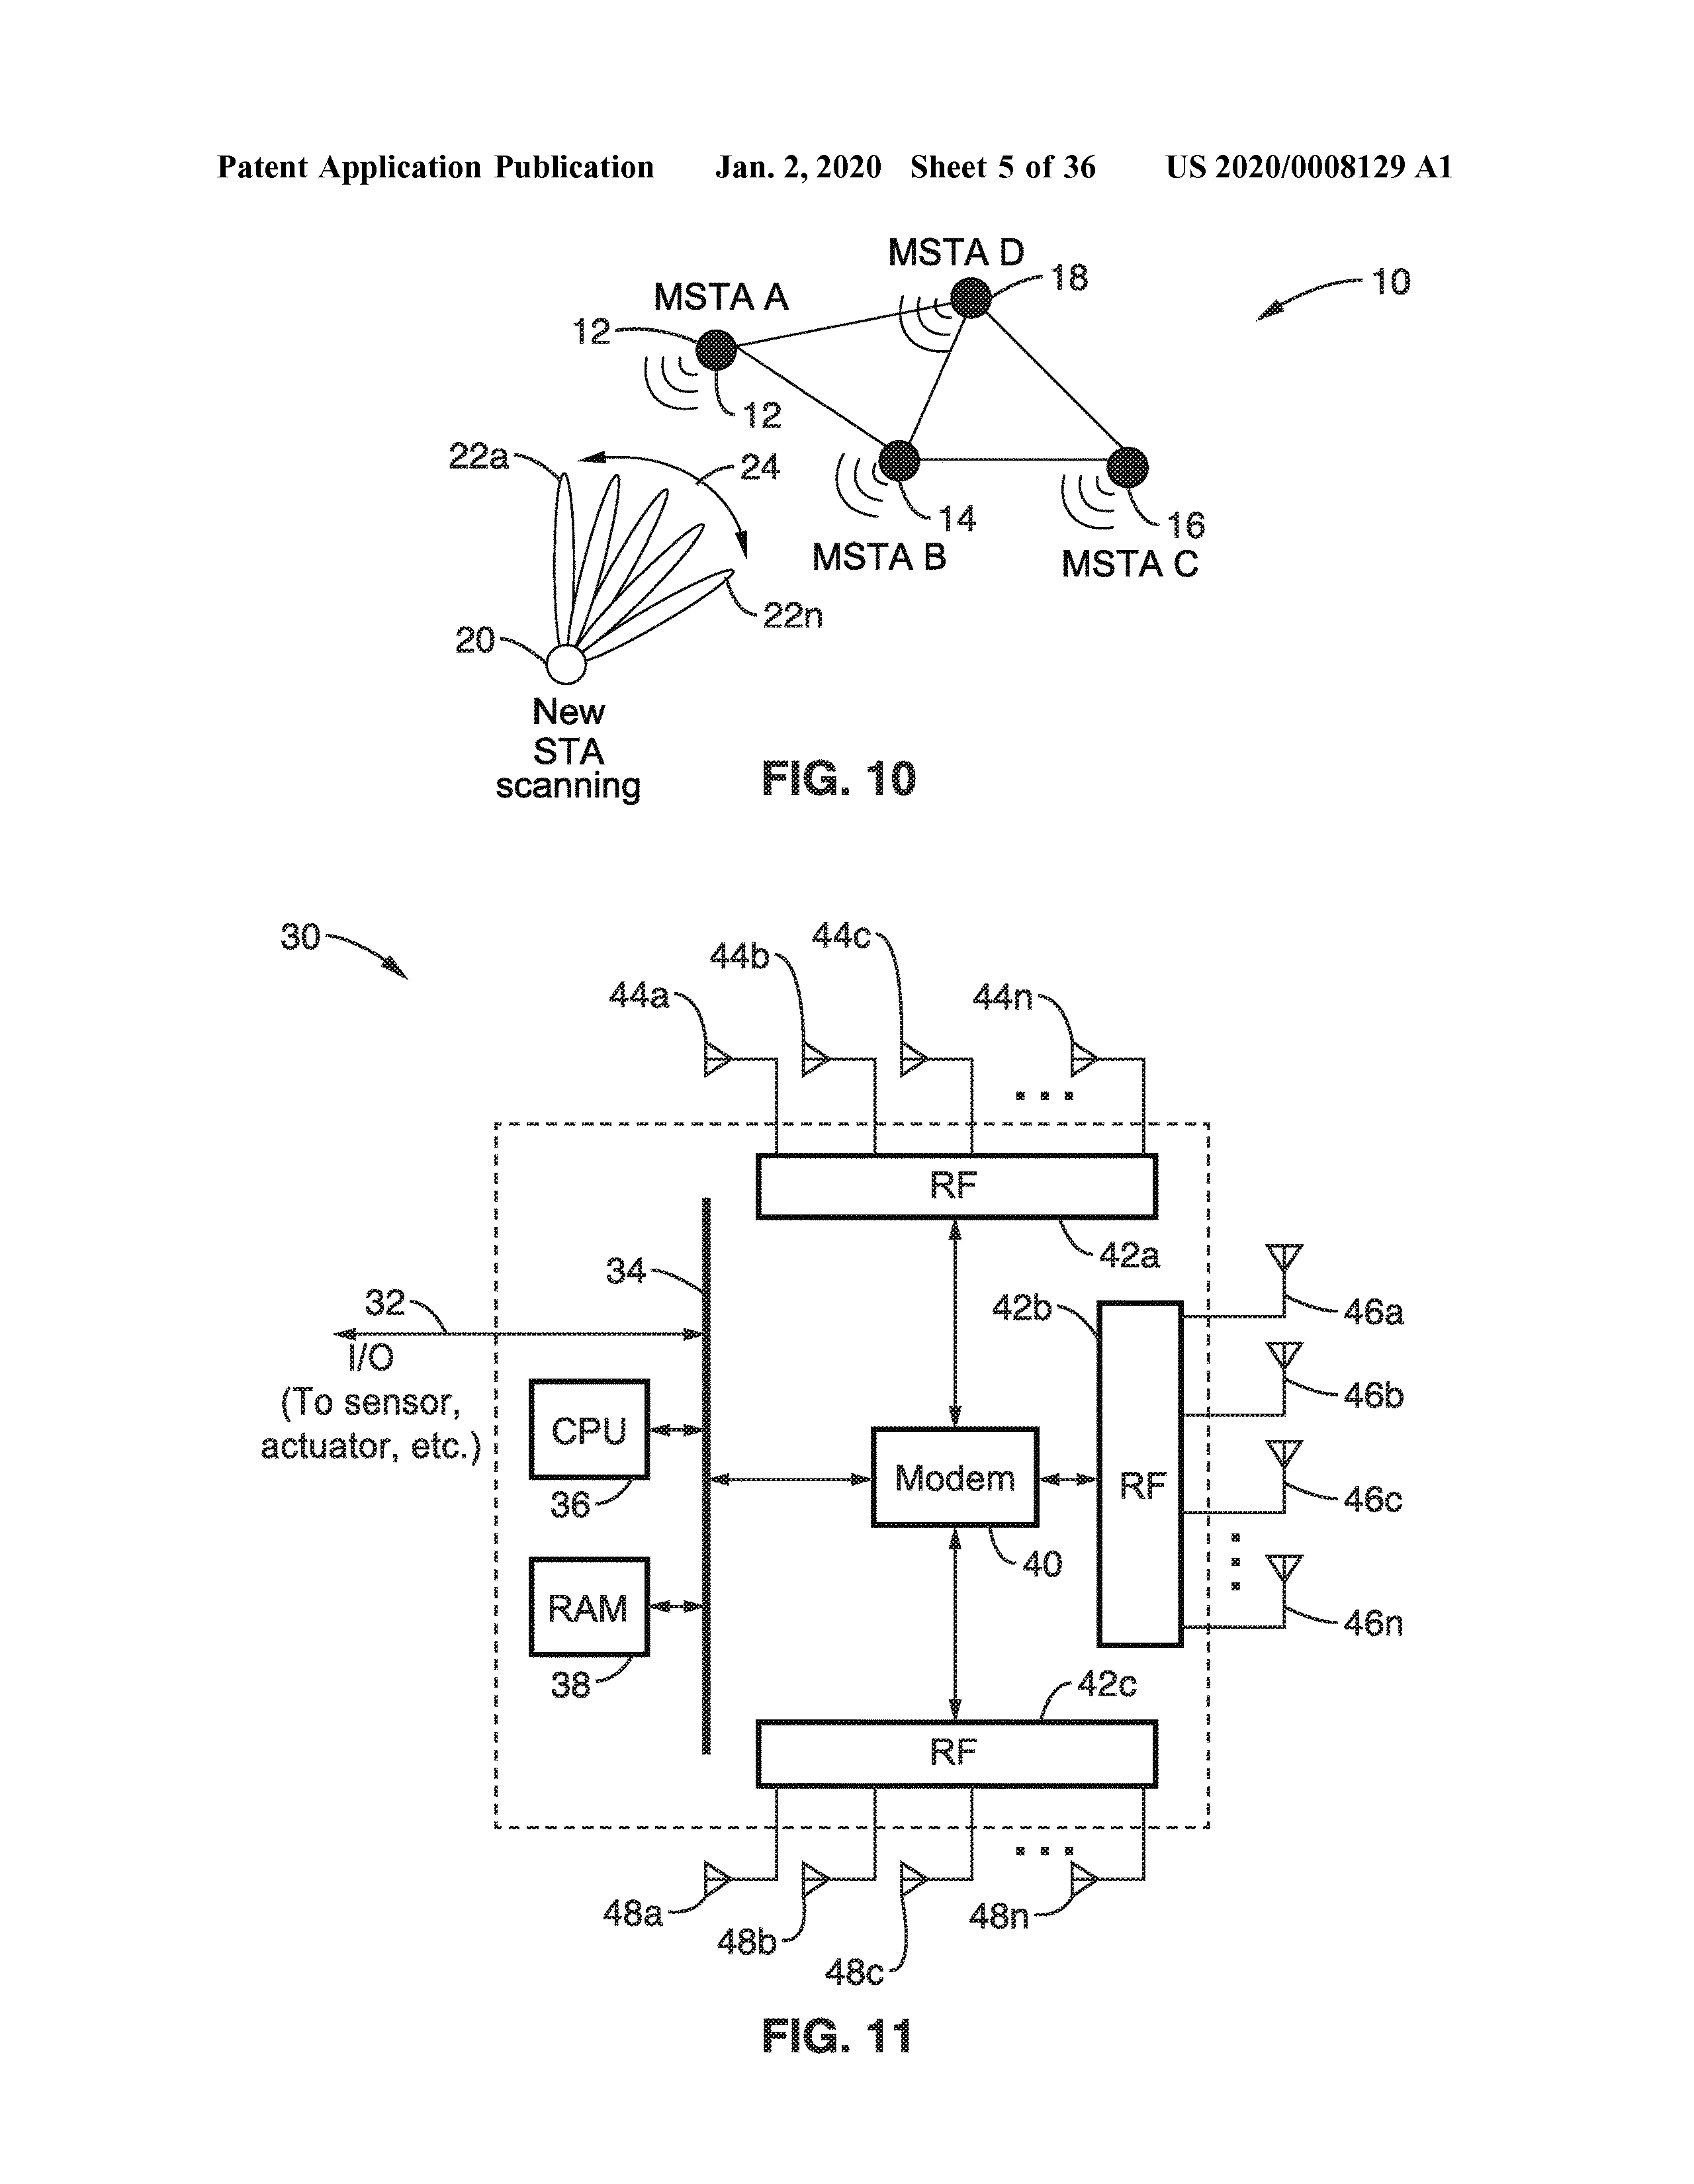 Patent Application Publication Jan. 2, 2020 Sheet 5 of 36 US 2020/0008129 A1
MSTA D
18
10
MSTA A
12
12
22a
24
14
16
MSTA B
MSTA C
22n
20
New
STA
scanning
FIG. 10
30
44c
44b
44a
44n
RF
42a
34
32
42b
46a
I/O
(To sensor,
actuator, etc.)
46b
CPU
Modem
RF
36
46c
40
RAM
46n
38
42c
RF
48a
48n
48b
48c
FIG. 11